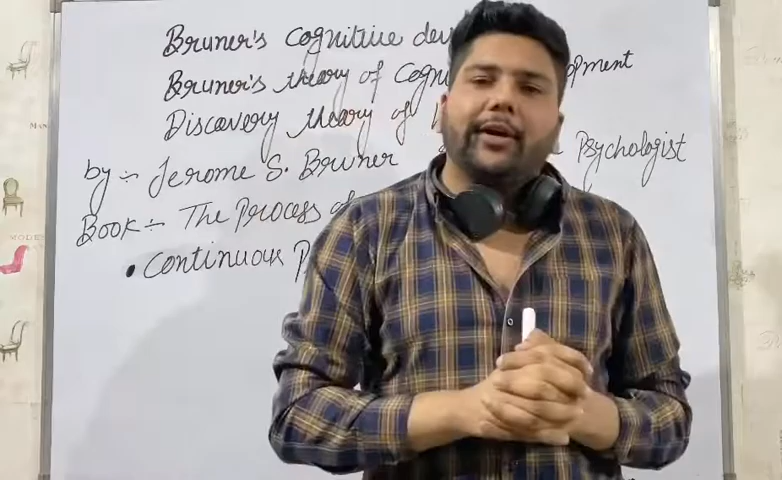 Bruner's cognitive dev
Bruner's theory of Cogn opment
Discovery theory of
by :- Jerome S. Bruner Psychologist
Book :- The Process of
• Continuous P